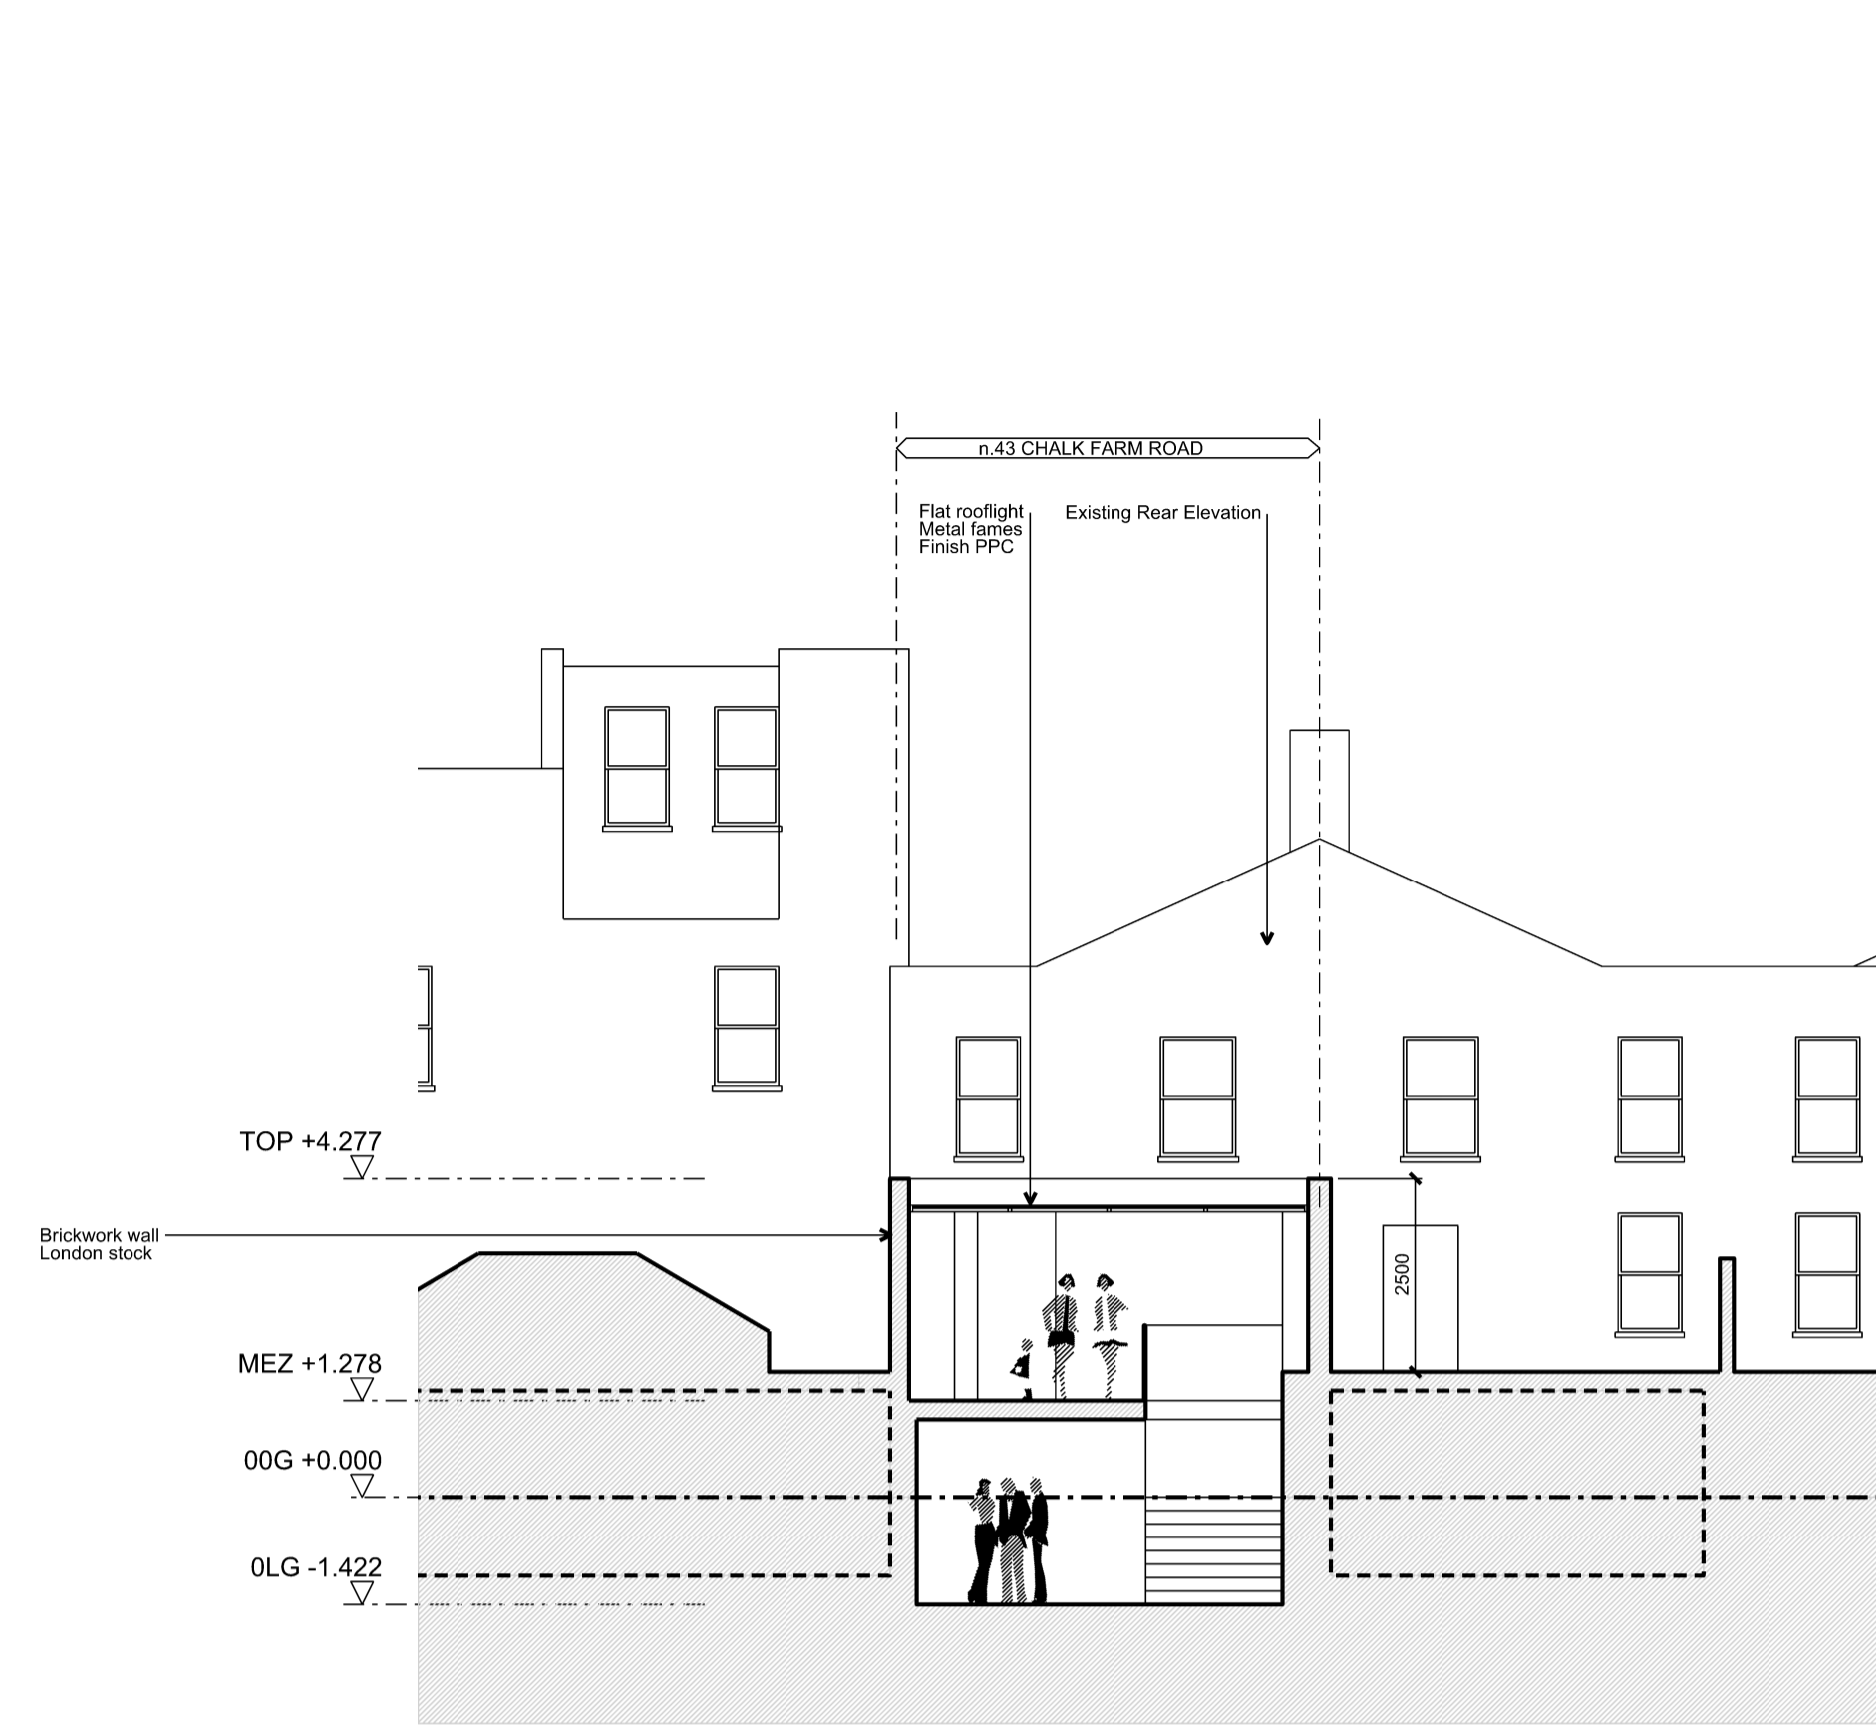 n.43 CHALK FARM ROAD
Flat rooflight
Metal fames
Finish PPC
Existing Rear Elevation
TOP +4.277
Brickwork wall
London stock
2500
MEZ +1.278
00G +0.000
0LG -1.422